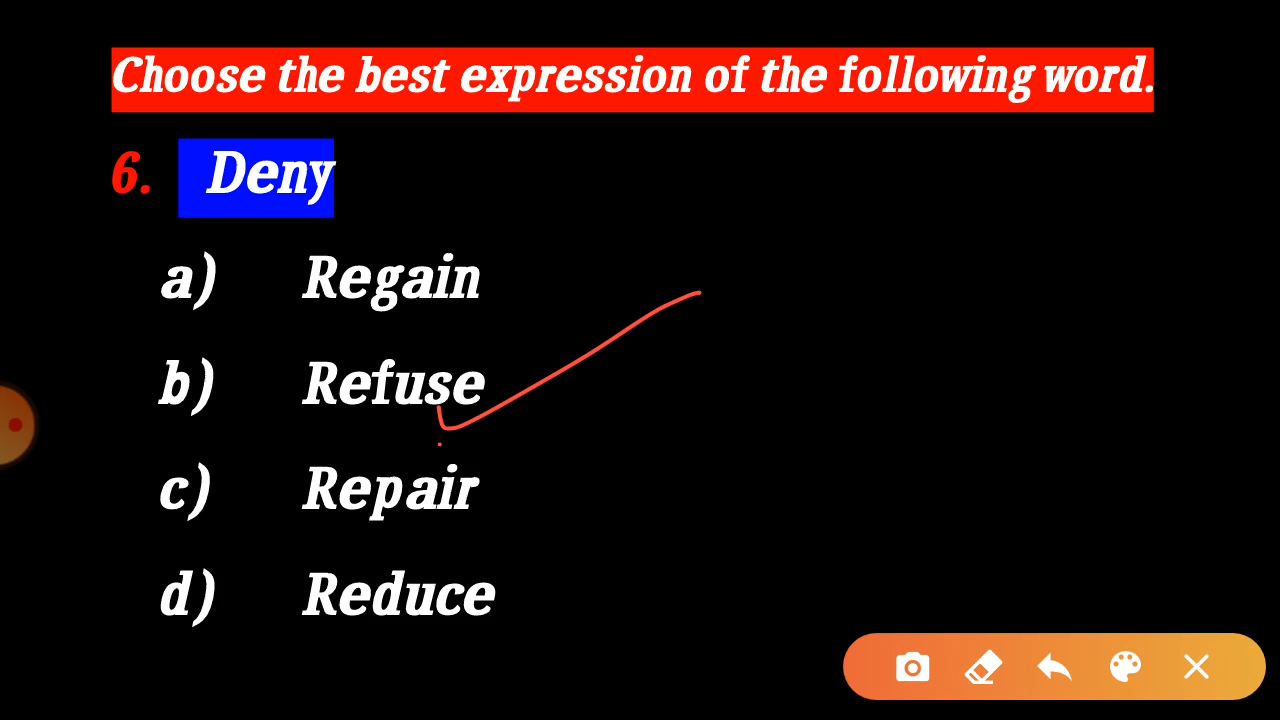 Choose the best expression of the following word.
6. Deny
a) Regain
b) Refuse
c) Repair
d) Reduce